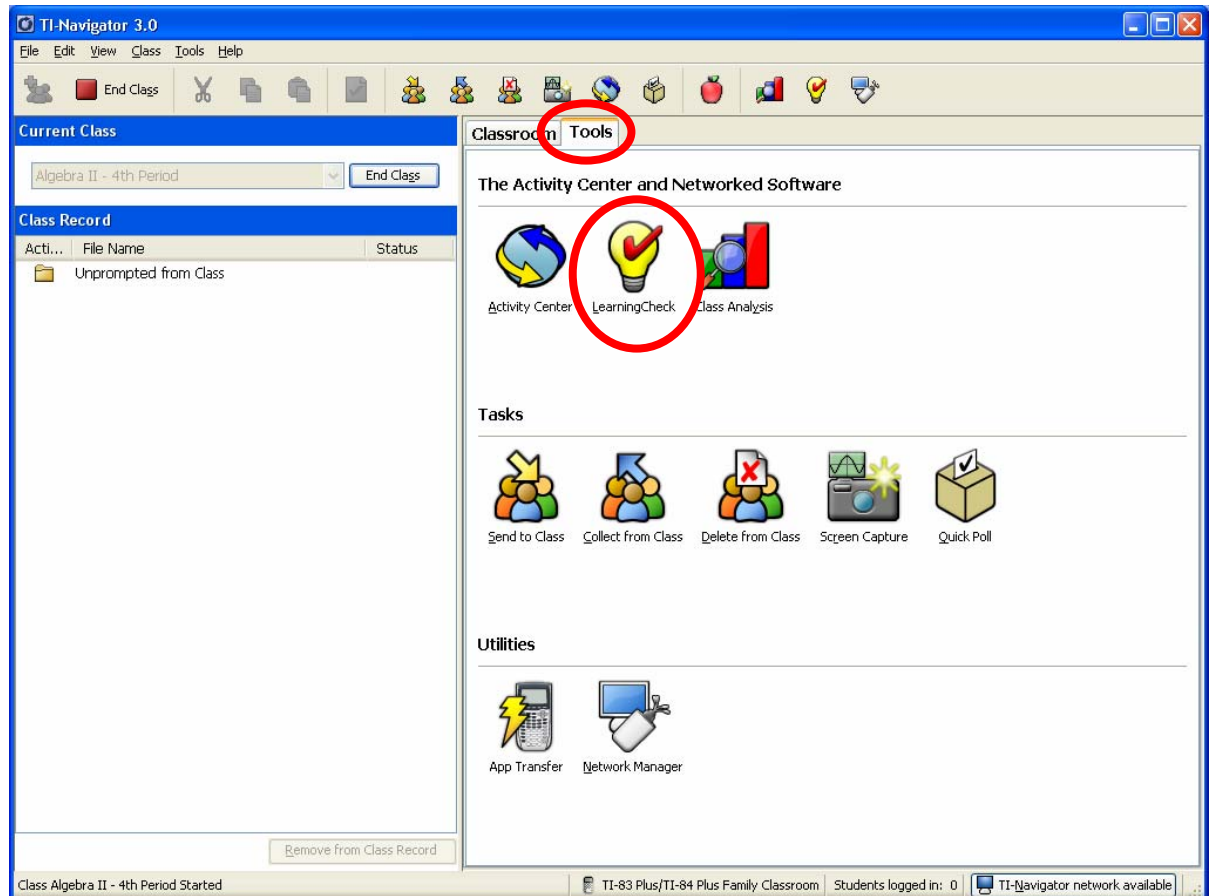 TI-Navigator 3.0
File Edit View Class Tools Help
End Class
Current Class
Algebra II - 4th Period
End Class
Class Record
Acti... File Name Status
Unprompted from Class
Remove from Class Record
Classroom Tools
The Activity Center and Networked Software
Activity Center LearningCheck Class Analysis
Tasks
Send to Class Collect from Class Delete from Class Screen Capture Quick Poll
Utilities
App Transfer Network Manager
Class Algebra II - 4th Period Started TI-83 Plus/TI-84 Plus Family Classroom Students logged in: 0 TI-Navigator network available